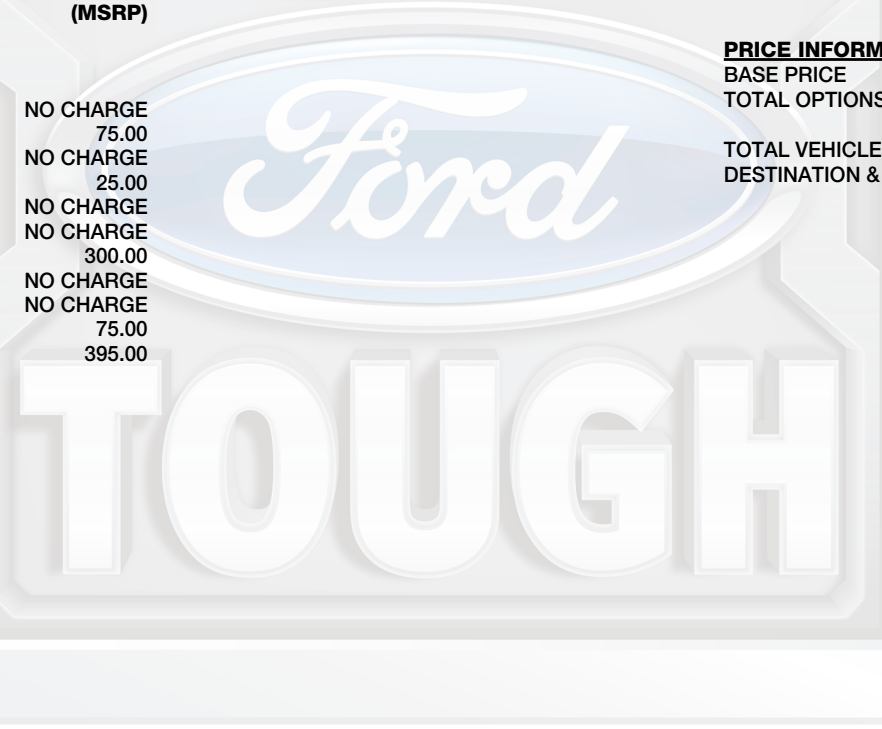 (MSRP)
NO CHARGE
75.00
NO CHARGE
25.00
NO CHARGE
NO CHARGE
300.00
NO CHARGE
NO CHARGE
75.00
395.00
PRICE INFORM
BASE PRICE
TOTAL OPTIONS
TOTAL VEHICLE
DESTINATION &
Ford
TOUGH